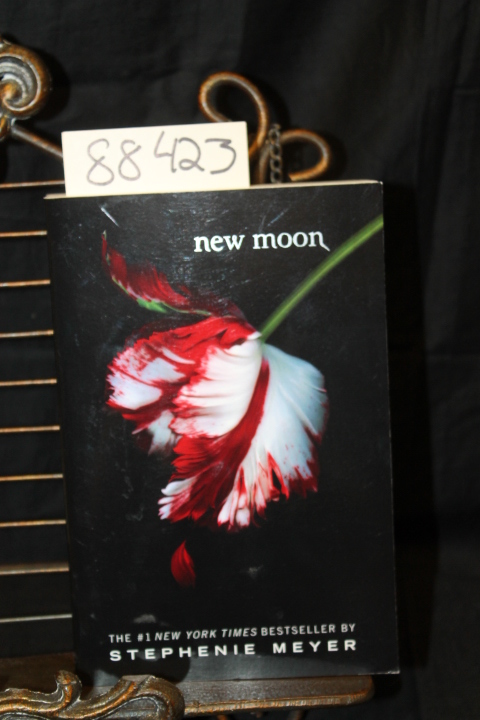 88423
new moon
THE #1 NEW YORK TIMES BESTSELLER BY
STEPHENIE MEYER